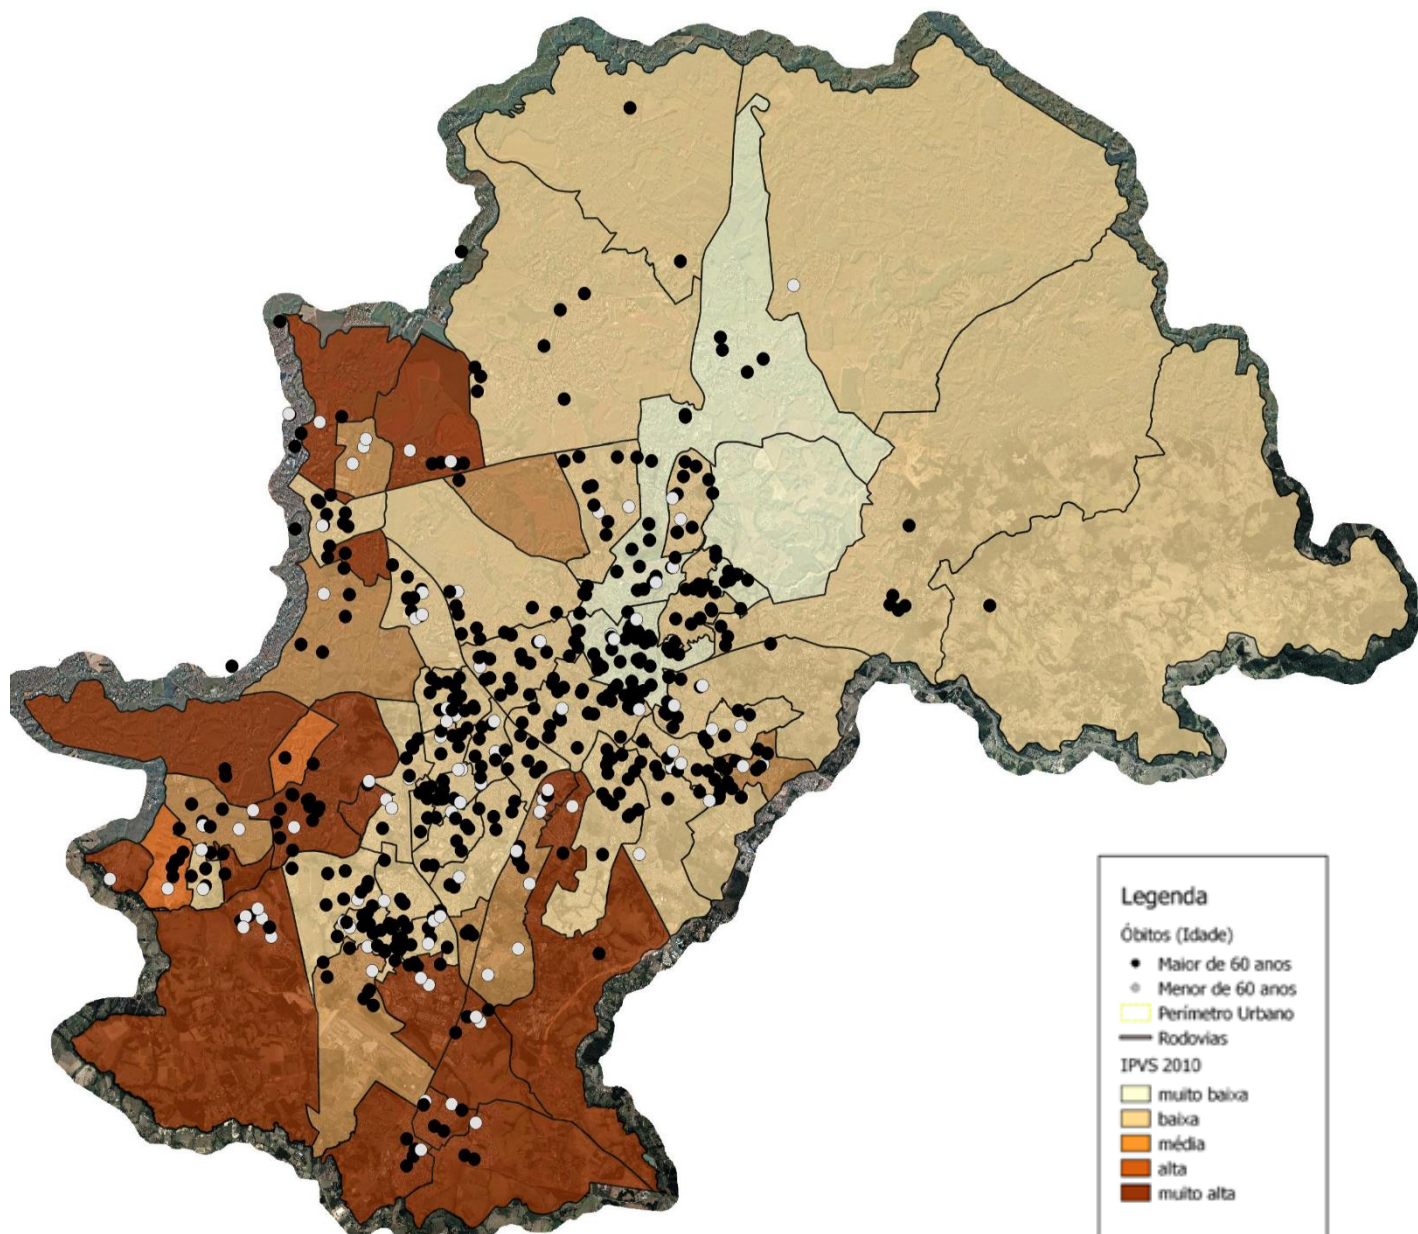 Legenda
Óbitos (Idade)
Maior de 60 anos
Menor de 60 anos
Perímetro Urbano
Rodovias
IPVS 2010
muito baixa
baixa
média
alta
muito alta